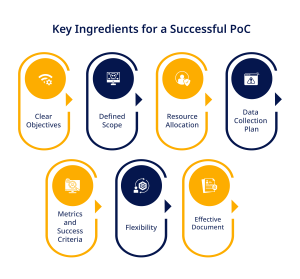 Key Ingredients for a Successful PoC
Clear
Objectives
Defined
Scope
Resource
Allocation
Data
Collection
Plan
Metrics
and
Success
Criteria
Flexibility
Effective
Document